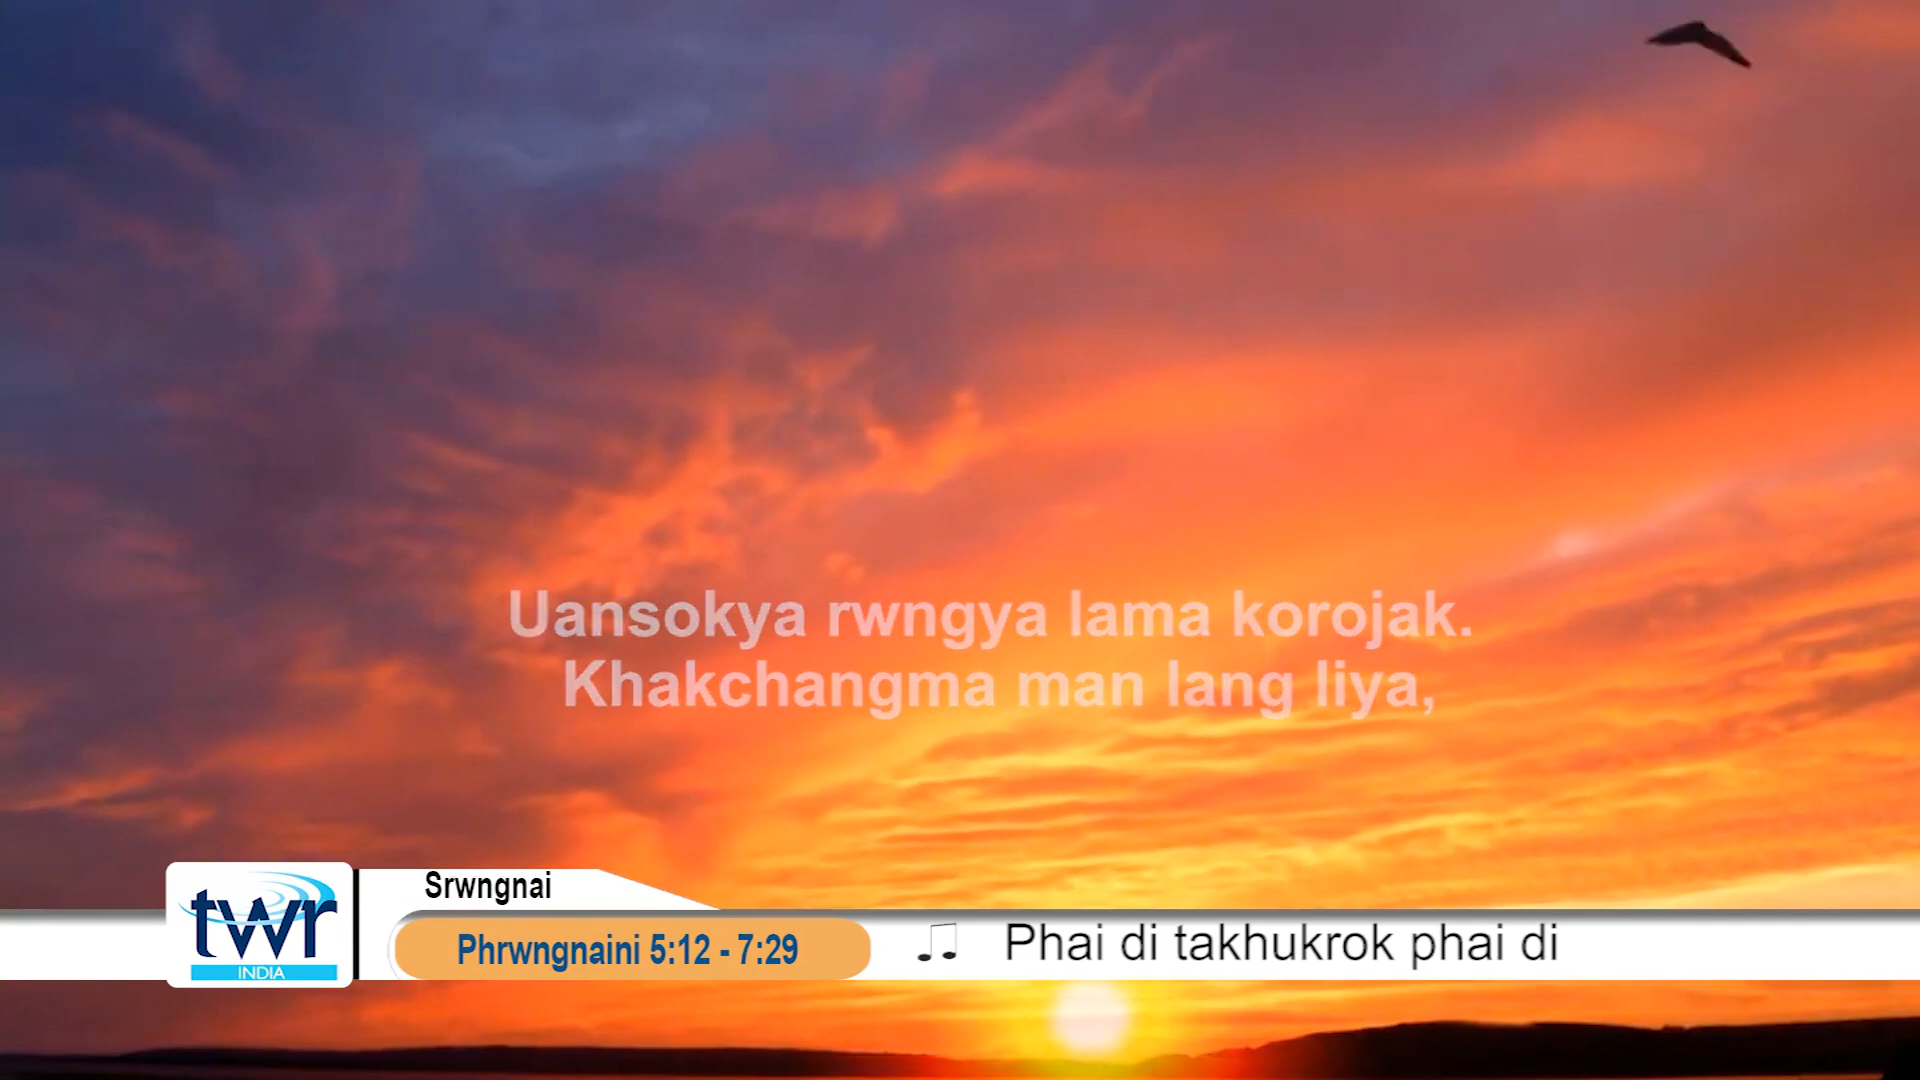 Uansokya rwngya lama korojak.
Khakchangma man lang liya,
twr
INDIA
Srwngnai
Phrwngnaini 5:12 - 7:29
Phai di takhukrok phai di